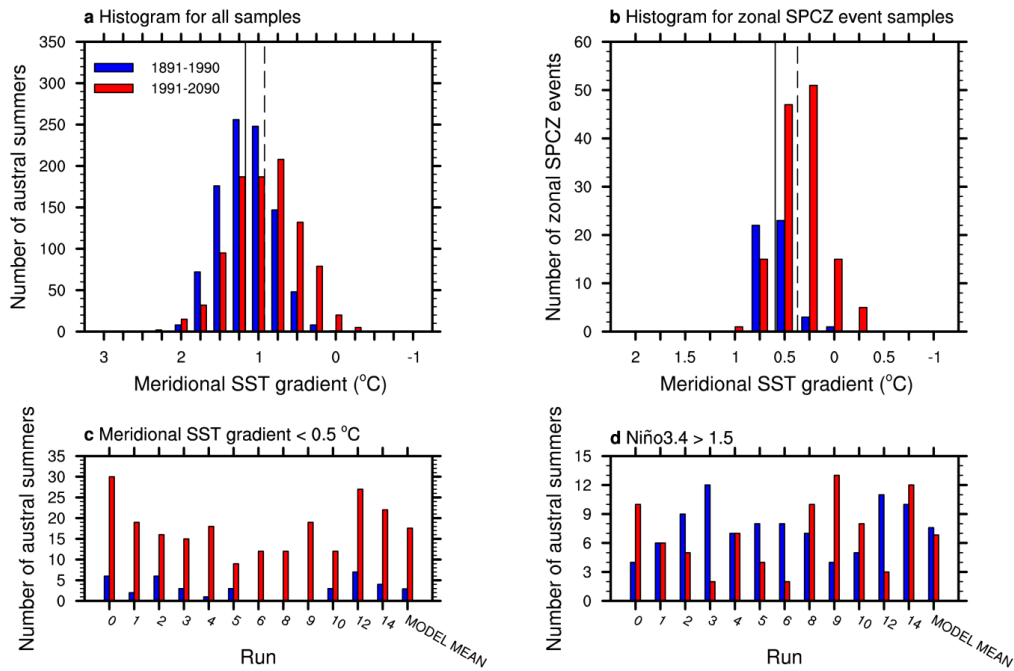 a Histogram for all samples
350
300
250
200
150
100
50
0
Number of austral summers
1891-1990
1991-2090
3 2 1 0 -1
Meridional SST gradient (°C)
b Histogram for zonal SPCZ event samples
60
50
40
30
20
10
0
Number of zonal SPCZ events
2 1.5 1 0.5 0 0.5 -1
Meridional SST gradient (°C)
c Meridional SST gradient < 0.5 °C
35
30
25
20
15
10
5
0
Number of austral summers
0 1 2 3 4 5 6 8 9 10 12 14 MODEL MEAN
Run
d Niño3.4 > 1.5
15
12
9
6
3
0
Number of austral summers
0 1 2 3 4 5 6 8 9 10 12 14 MODEL MEAN
Run